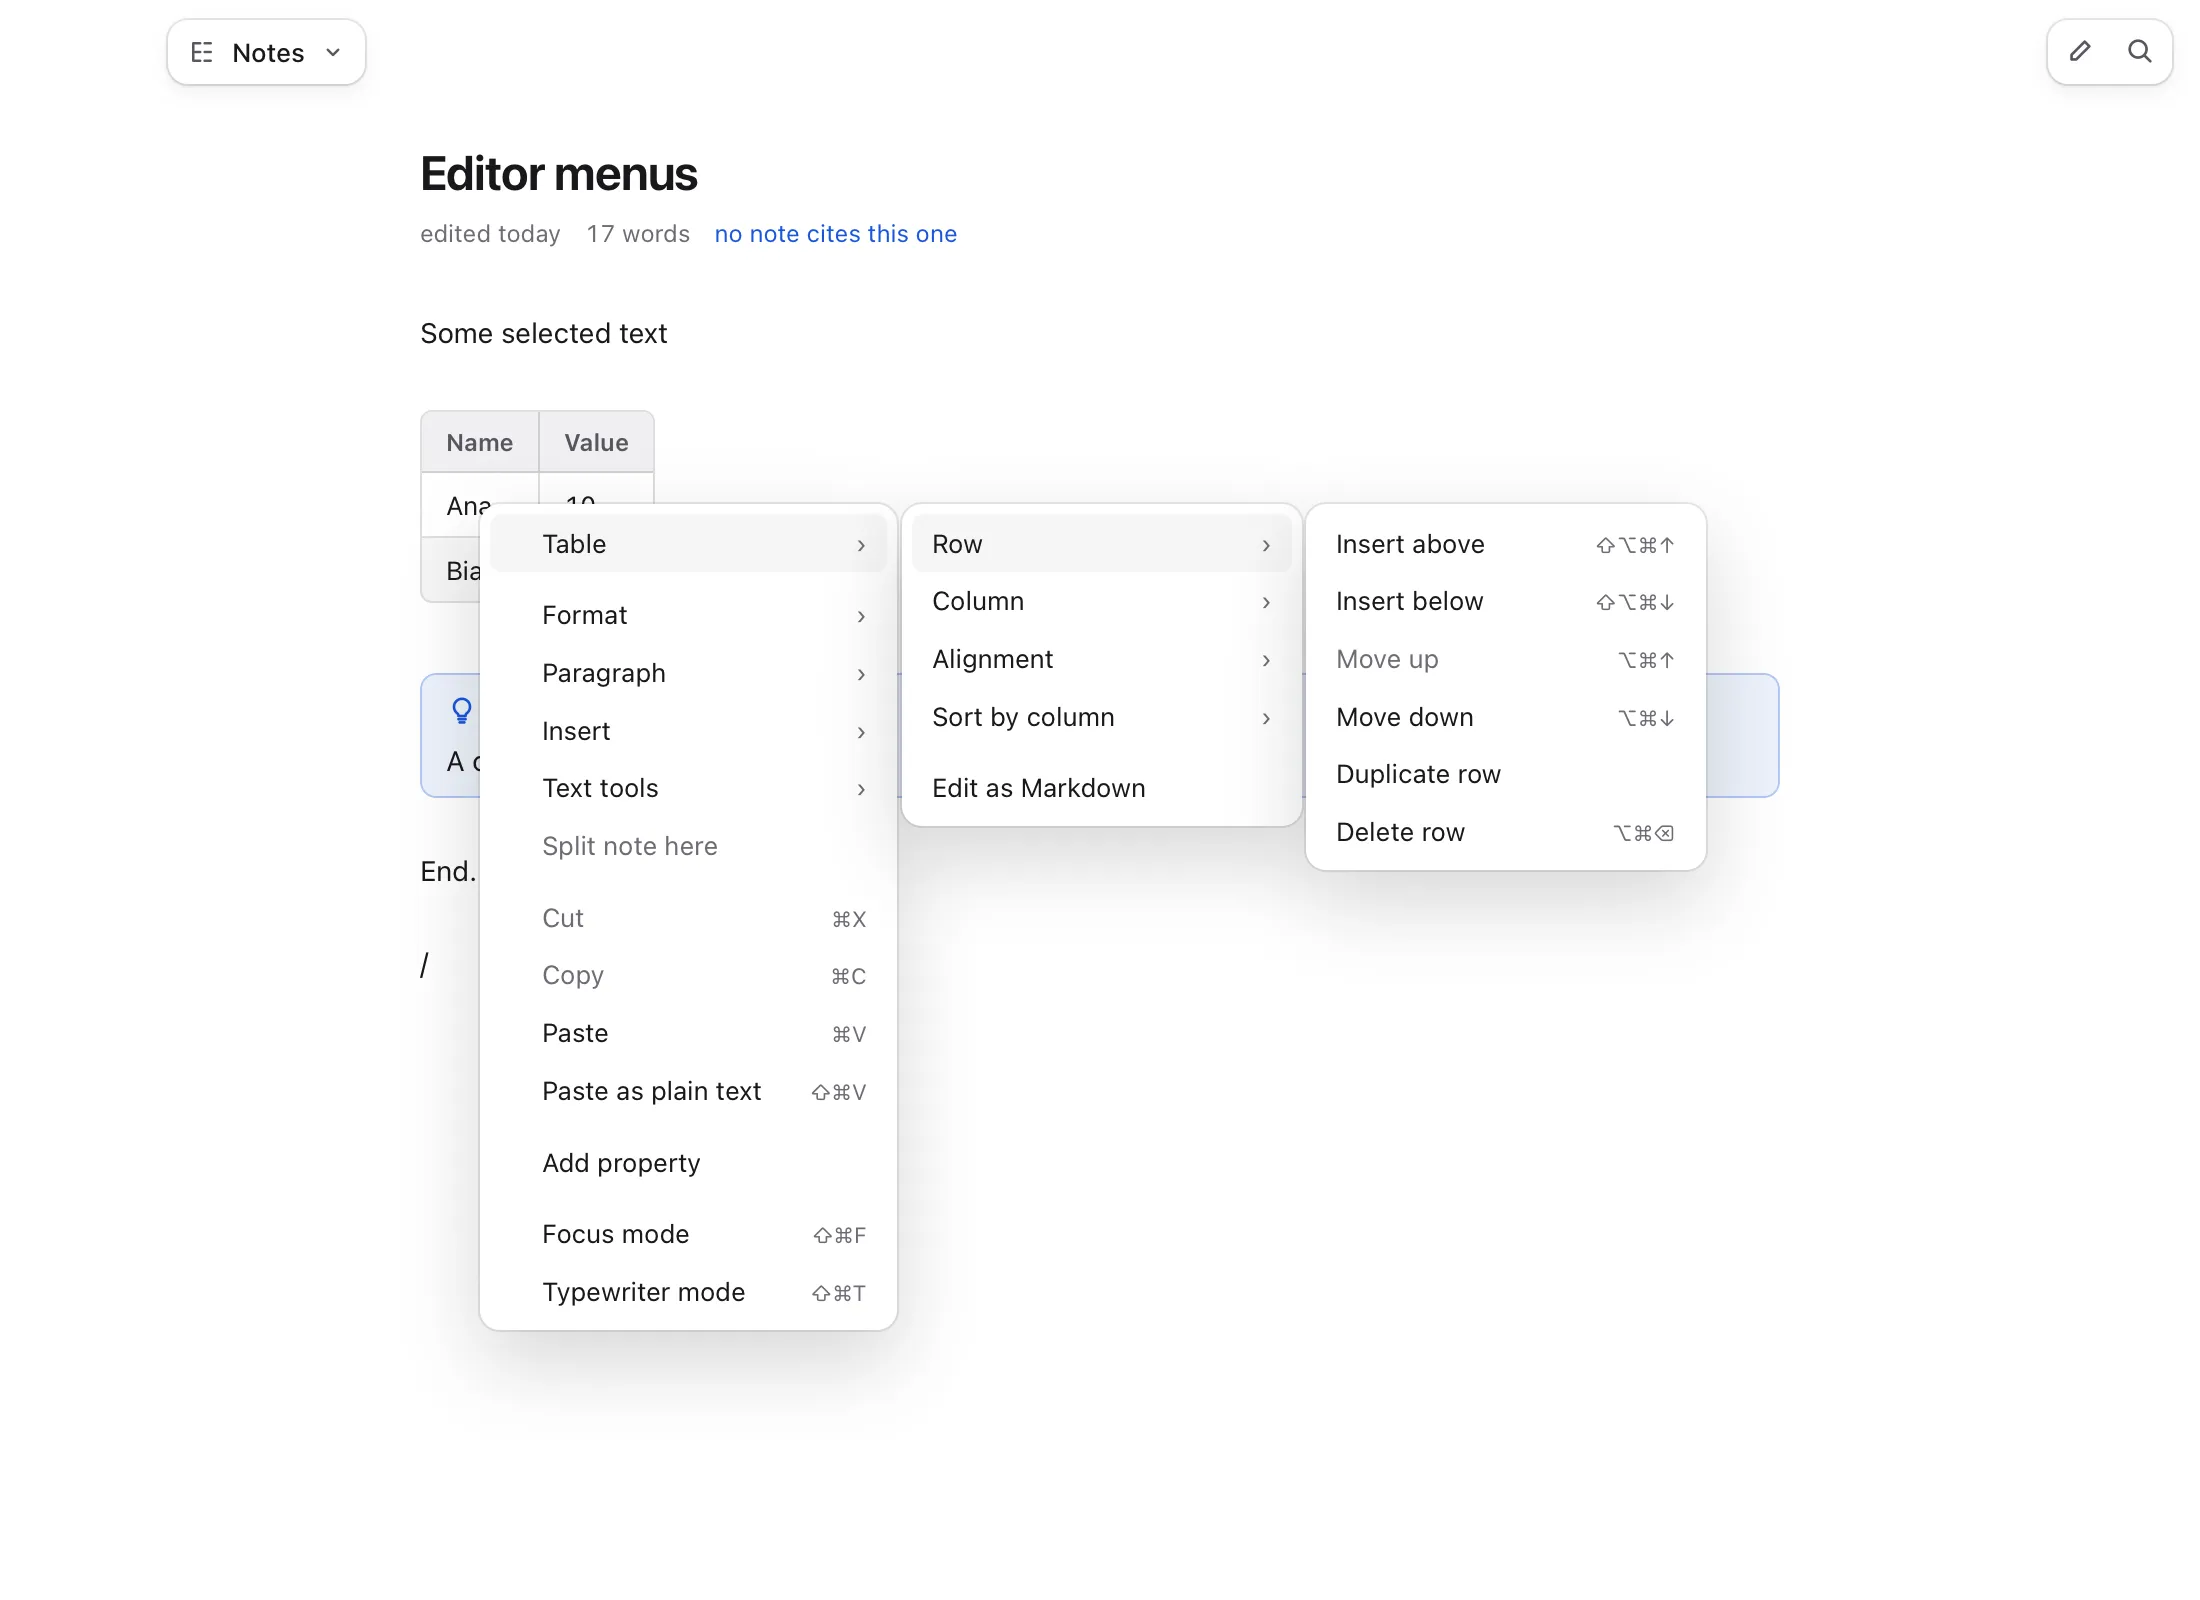 Notes
Editor menus
edited today 17 words no note cites this one
Some selected text
Name Value
Ana 10
Table ›
Format ›
Paragraph ›
Insert ›
Text tools ›
Split note here
Cut ⌘X
Copy ⌘C
Paste ⌘V
Paste as plain text ⇧⌘V
Add property
Focus mode ⇧⌘F
Typewriter mode ⇧⌘T
Row ›
Column ›
Alignment ›
Sort by column ›
Edit as Markdown
Insert above ⇧⌥⌘↑
Insert below ⇧⌥⌘↓
Move up ⌥⌘↑
Move down ⌥⌘↓
Duplicate row
Delete row ⌥⌘⌫
Bia
A
End.
/